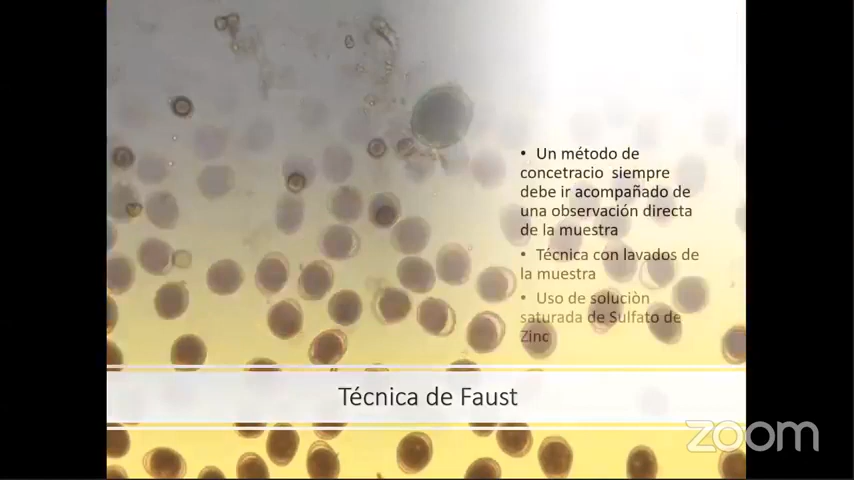 • Un método de
concetracio siempre
debe ir acompañado de
una observación directa
de la muestra
• Técnica con lavados de
la muestra
• Uso de soluciòn
saturada de Sulfato de
Zinc
Técnica de Faust
zoom